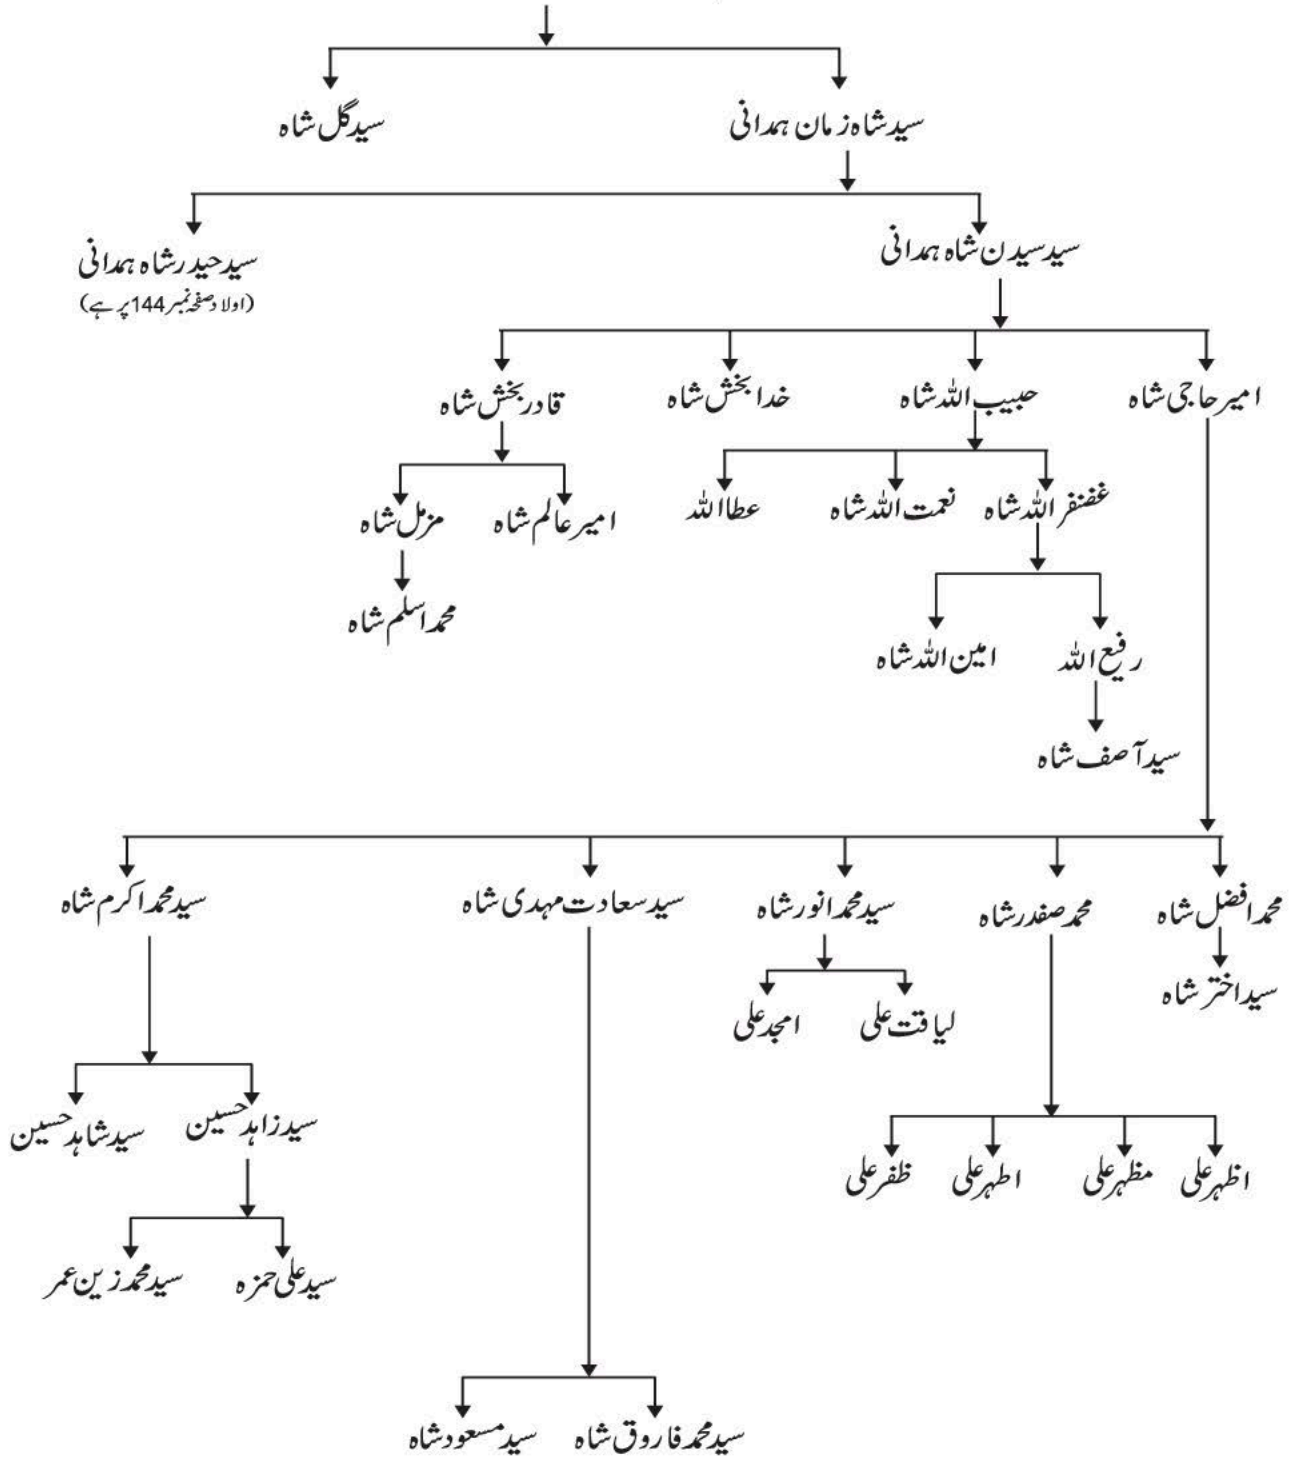 سید شاہ زمان ہمدانی
سید گل شاہ
سید سیدن شاہ ہمدانی
سید حیدر شاہ ہمدانی
(اولاد صفحہ نمبر 144 پر ہے)
امیر حاجی شاہ
حبیب اللہ شاہ
خدا بخش شاہ
قادر بخش شاہ
غضنفر اللہ شاہ
نعمت اللہ شاہ
عطا اللہ
امیر عالم شاہ
مزمل شاہ
محمد اسلم شاہ
رفیع اللہ
امین اللہ شاہ
سید آصف شاہ
محمد افضل شاہ
محمد صفدر شاہ
سید محمد انور شاہ
سید سعادت مہدی شاہ
سید محمد اکرم شاہ
سید اختر شاہ
لیاقت علی
امجد علی
سید زاہد حسین
سید شاہد حسین
اظہر علی
مظہر علی
اطہر علی
ظفر علی
سید علی حمزہ
سید محمد زین عمر
سید محمد فاروق شاہ
سید مسعود شاہ